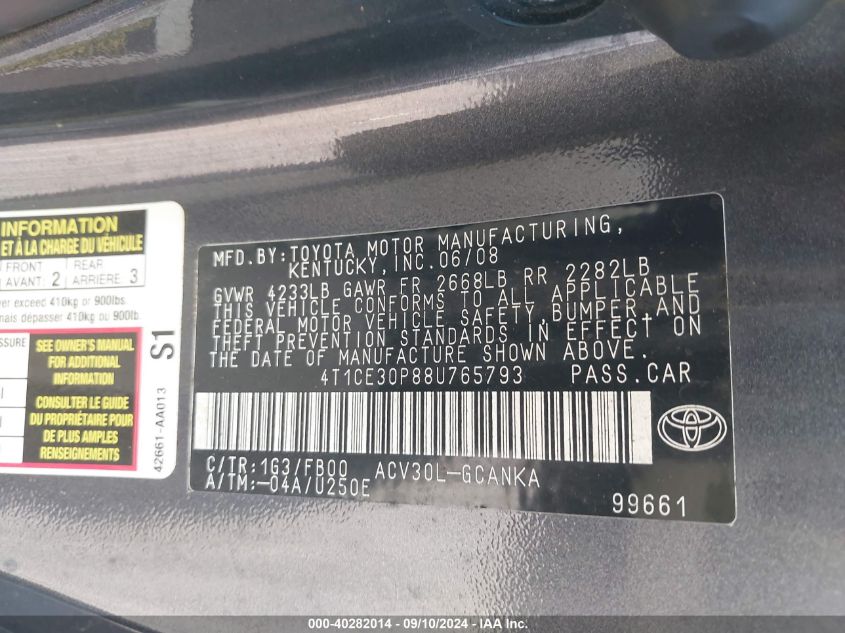 INFORMATION
ET À LA CHARGE DU VÉHICULE
FRONT
AVANT: 2
REAR
ARRIÈRE 3
exceed 410kg or 900lbs.
mais dépasser 410kg ou 900lb.
SEE OWNER'S MANUAL
FOR ADDITIONAL
INFORMATION
CONSULTER LE GUIDE
DU PROPRIÉTAIRE POUR
DE PLUS AMPLES
RENSEIGNEMENTS
S1
42661-AA013
MFD. BY: TOYOTA MOTOR MANUFACTURING,
KENTUCKY, INC. 06/08
GVWR 4233LB GAWR FR 2668LB RR 2282LB
THIS VEHICLE CONFORMS TO ALL APPLICABLE
FEDERAL MOTOR VEHICLE SAFETY, BUMPER, AND
THEFT PREVENTION STANDARDS IN EFFECT ON
THE DATE OF MANUFACTURE SHOWN ABOVE.
4T1CE30P88U765793 PASS. CAR
C/TR: 1G3/FB00 ACV30L-GCANKA
A/TM: -04A/U250E
99661
000-40282014 - 09/10/2024 - IAA Inc.